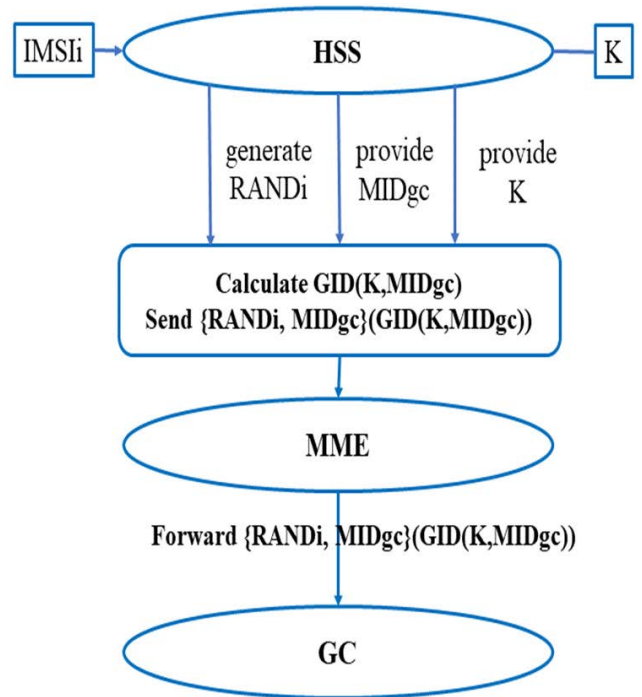 IMSIi
HSS
K
generate
RANDi
provide
MIDgc
provide
K
Calculate GID(K,MIDgc)
Send {RANDi, MIDgc}(GID(K,MIDgc))
MME
Forward {RANDi, MIDgc}(GID(K,MIDgc))
GC